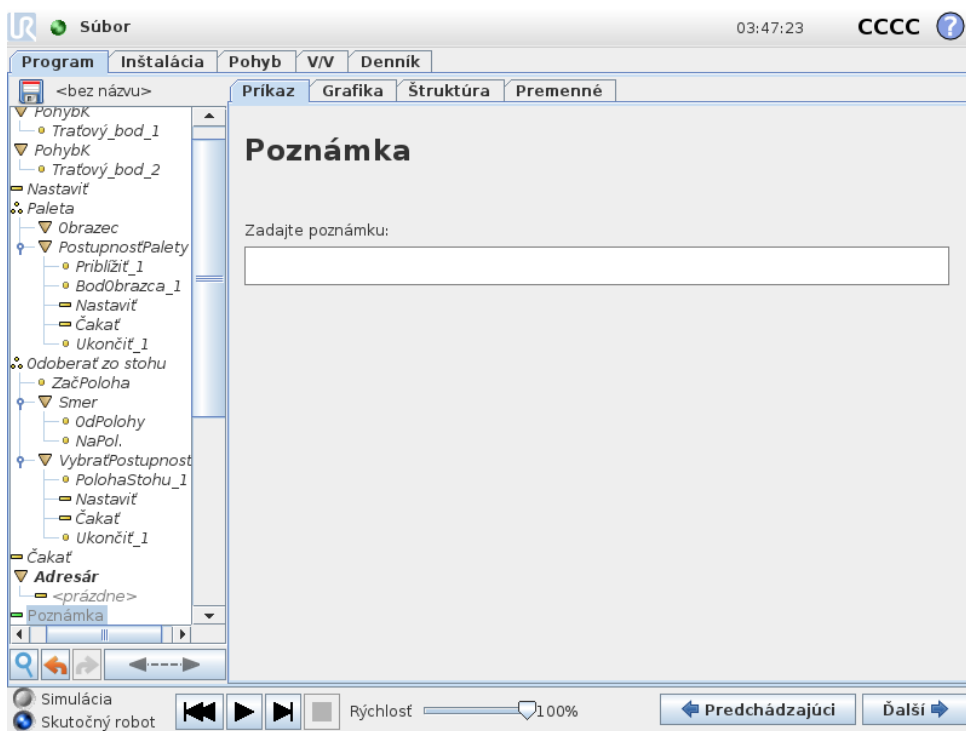 Súbor
03:47:23
CCCC
?
Program Inštalácia Pohyb V/V Denník
<bez názvu>
Príkaz Grafika Štruktúra Premenné
PohybK
Traťový_bod_1
PohybK
Traťový_bod_2
Nastaviť
Paleta
Obrazec
PostupnosťPalety
Priblížiť_1
BodObrazca_1
Nastaviť
Čakať
Ukončiť_1
Odoberať zo stohu
ZačPoloha
Smer
OdPolohy
NaPol.
VybraťPostupnosť
PolohaStohu_1
Nastaviť
Čakať
Ukončiť_1
Čakať
Adresár
<prázdne>
Poznámka
Poznámka
Zadajte poznámku:
Simulácia
Skutočný robot
Rýchlosť
100%
Predchádzajúci
Ďalší